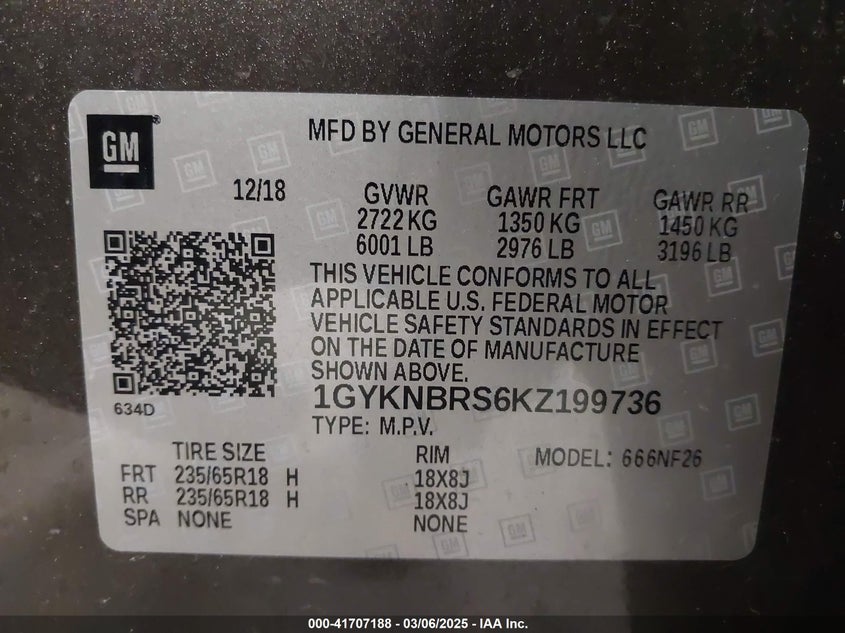 GM
MFD BY GENERAL MOTORS LLC
12/18 GVWR GAWR FRT GAWR RR
2722 KG 1350 KG 1450 KG
6001 LB 2976 LB 3196 LB
THIS VEHICLE CONFORMS TO ALL
APPLICABLE U.S. FEDERAL MOTOR
VEHICLE SAFETY STANDARDS IN EFFECT
ON THE DATE OF MANUFACTURE
SHOWN ABOVE.
634D
1GYKNBRS6KZ199736
TYPE: M.P.V.
TIRE SIZE RIM MODEL: 666NF26
FRT 235/65R18 H 18X8J
RR 235/65R18 H 18X8J
SPA NONE NONE
000-41707188 - 03/06/2025 - IAA Inc.